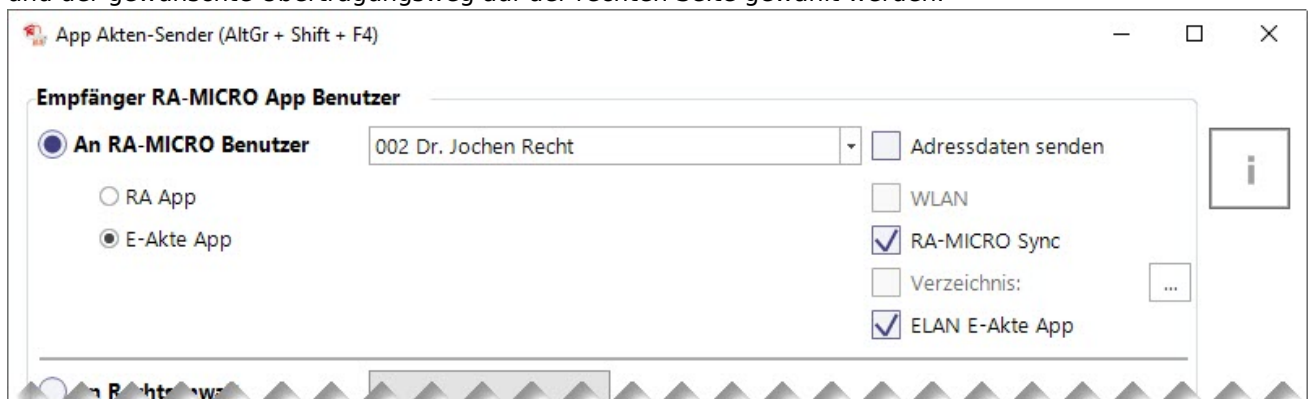 und der gewünschte Übertragungsweg auf der rechten Seite gewählt werden.
App Akten-Sender (AltGr + Shift + F4)
Empfänger RA-MICRO App Benutzer
An RA-MICRO Benutzer 002 Dr. Jochen Recht Adressdaten senden
i
RA App WLAN
E-Akte App RA-MICRO Sync
Verzeichnis: ...
ELAN E-Akte App